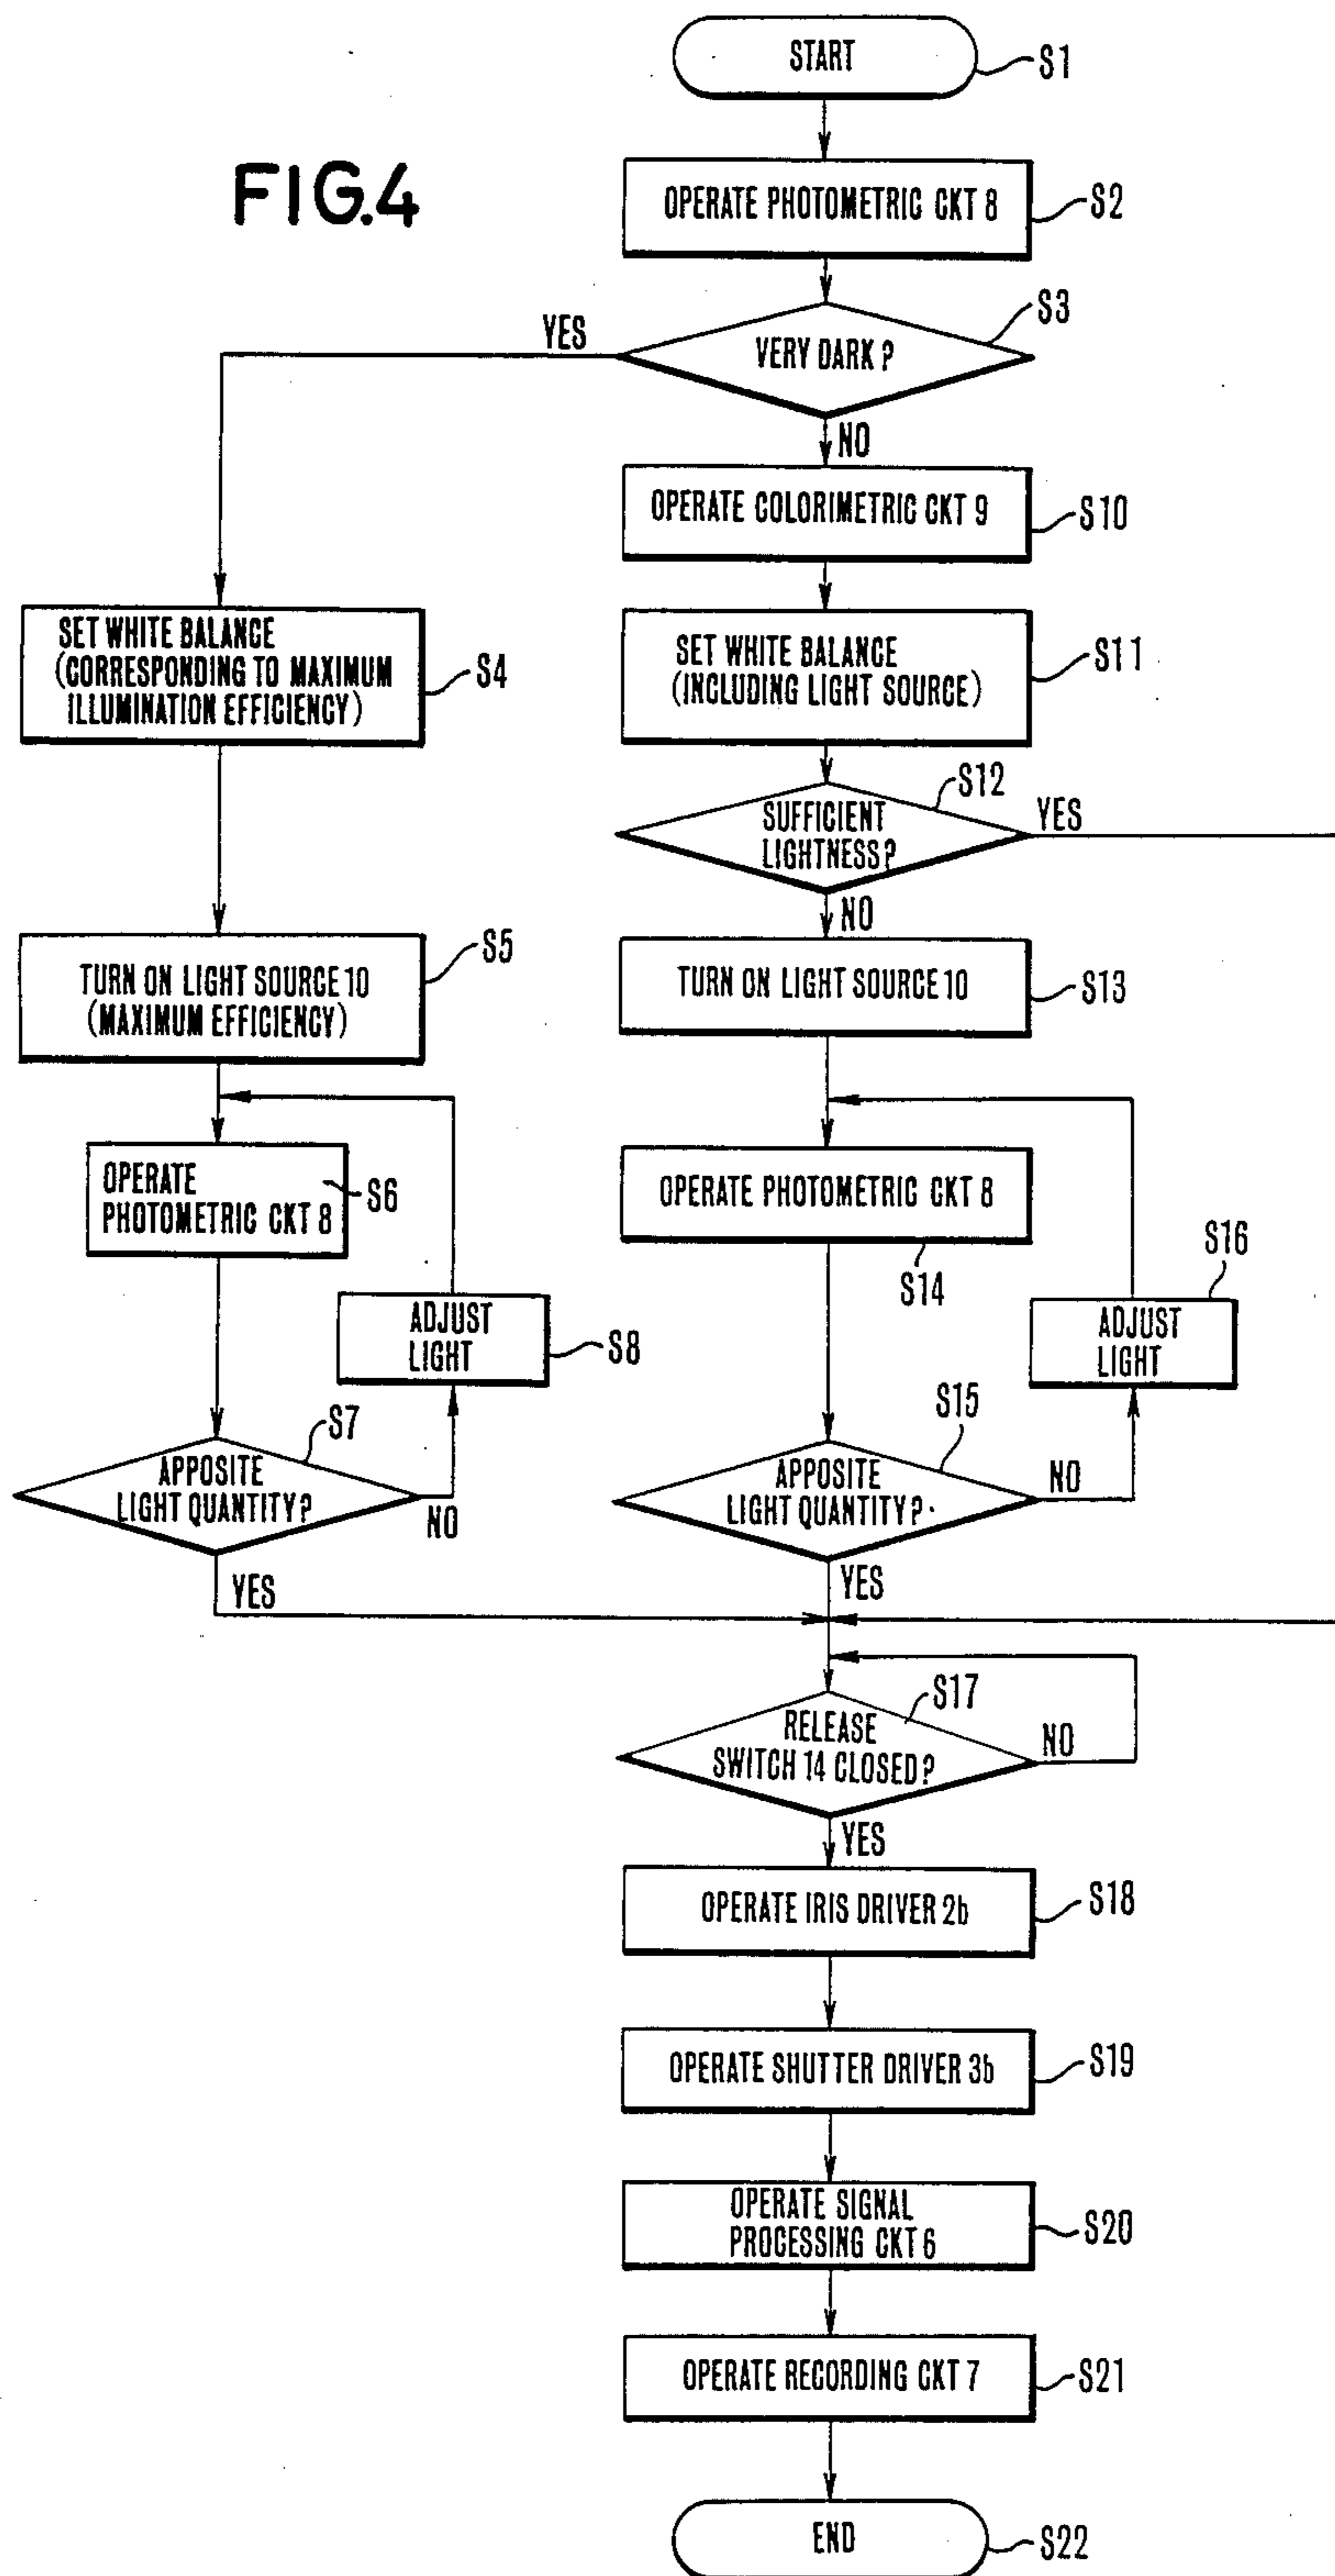 FIG.4
START
S1
OPERATE PHOTOMETRIC CKT 8
S2
VERY DARK ?
S3
YES
NO
OPERATE COLORIMETRIC CKT 9
S10
SET WHITE BALANCE
(CORRESPONDING TO MAXIMUM
ILLUMINATION EFFICIENCY)
S4
SET WHITE BALANCE
(INCLUDING LIGHT SOURCE)
S11
SUFFICIENT
LIGHTNESS?
S12
YES
NO
TURN ON LIGHT SOURCE 10
(MAXIMUM EFFICIENCY)
S5
TURN ON LIGHT SOURCE 10
S13
OPERATE
PHOTOMETRIC CKT 8
S6
OPERATE PHOTOMETRIC CKT 8
S14
ADJUST
LIGHT
S8
ADJUST
LIGHT
S16
APPOSITE
LIGHT QUANTITY?
S7
NO
YES
APPOSITE
LIGHT QUANTITY?
S15
NO
YES
RELEASE
SWITCH 14 CLOSED?
S17
NO
YES
OPERATE IRIS DRIVER 2b
S18
OPERATE SHUTTER DRIVER 3b
S19
OPERATE SIGNAL
PROCESSING CKT 6
S20
OPERATE RECORDING CKT 7
S21
END
S22